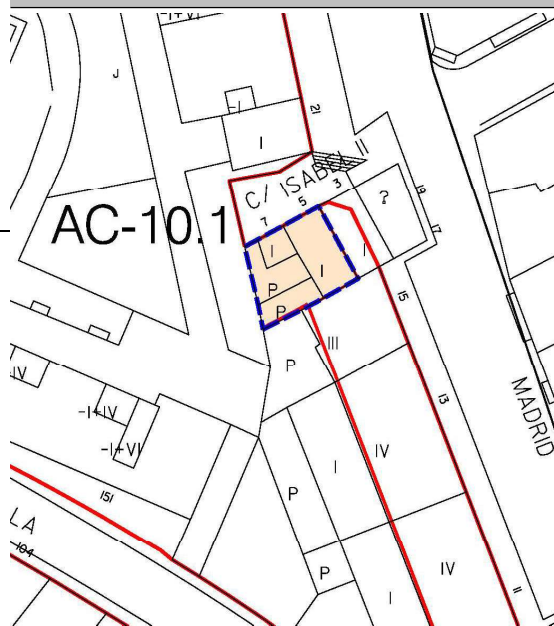 -I+VI
J
-I
21
I
C/ ISABEL II
7
5
3
19
?
17
AC-10.1
I
I
I
P
P
15
III
P
13
MADRID
IV
-I+IV
-I+VI
I
IV
P
151
LA
104
P
IV
I
11